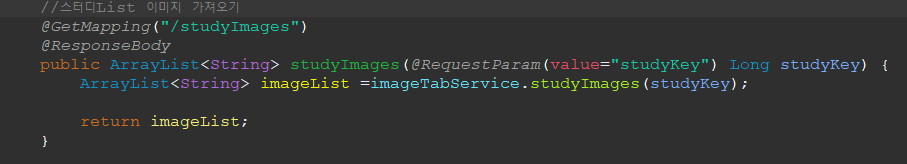 //스터디List 이미지 가져오기
@GetMapping("/studyImages")
@ResponseBody
public ArrayList<String> studyImages(@RequestParam(value="studyKey") Long studyKey) {
    ArrayList<String> imageList =imageTabService.studyImages(studyKey);

    return imageList;
}